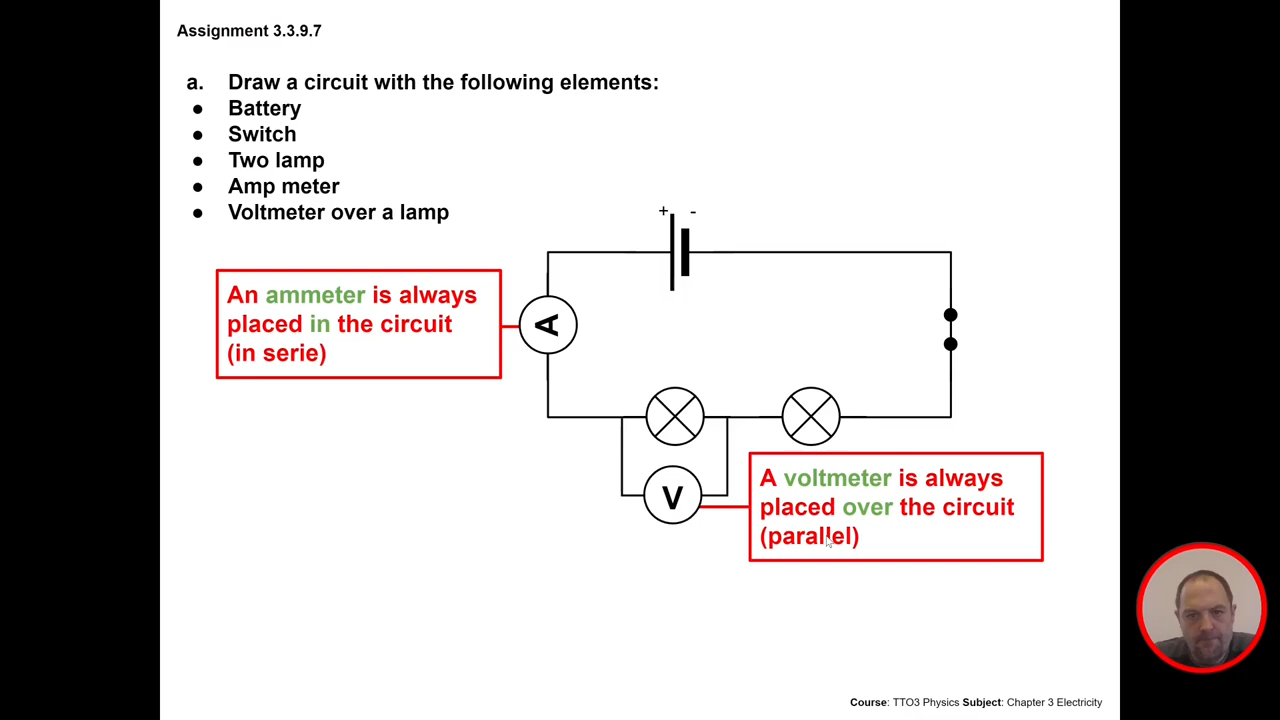 Assignment 3.3.9.7
a. Draw a circuit with the following elements:
● Battery
● Switch
● Two lamp
● Amp meter
● Voltmeter over a lamp
+ -
An ammeter is always
placed in the circuit
(in serie)
A
V
A voltmeter is always
placed over the circuit
(parallel)
Course: TTO3 Physics Subject: Chapter 3 Electricity